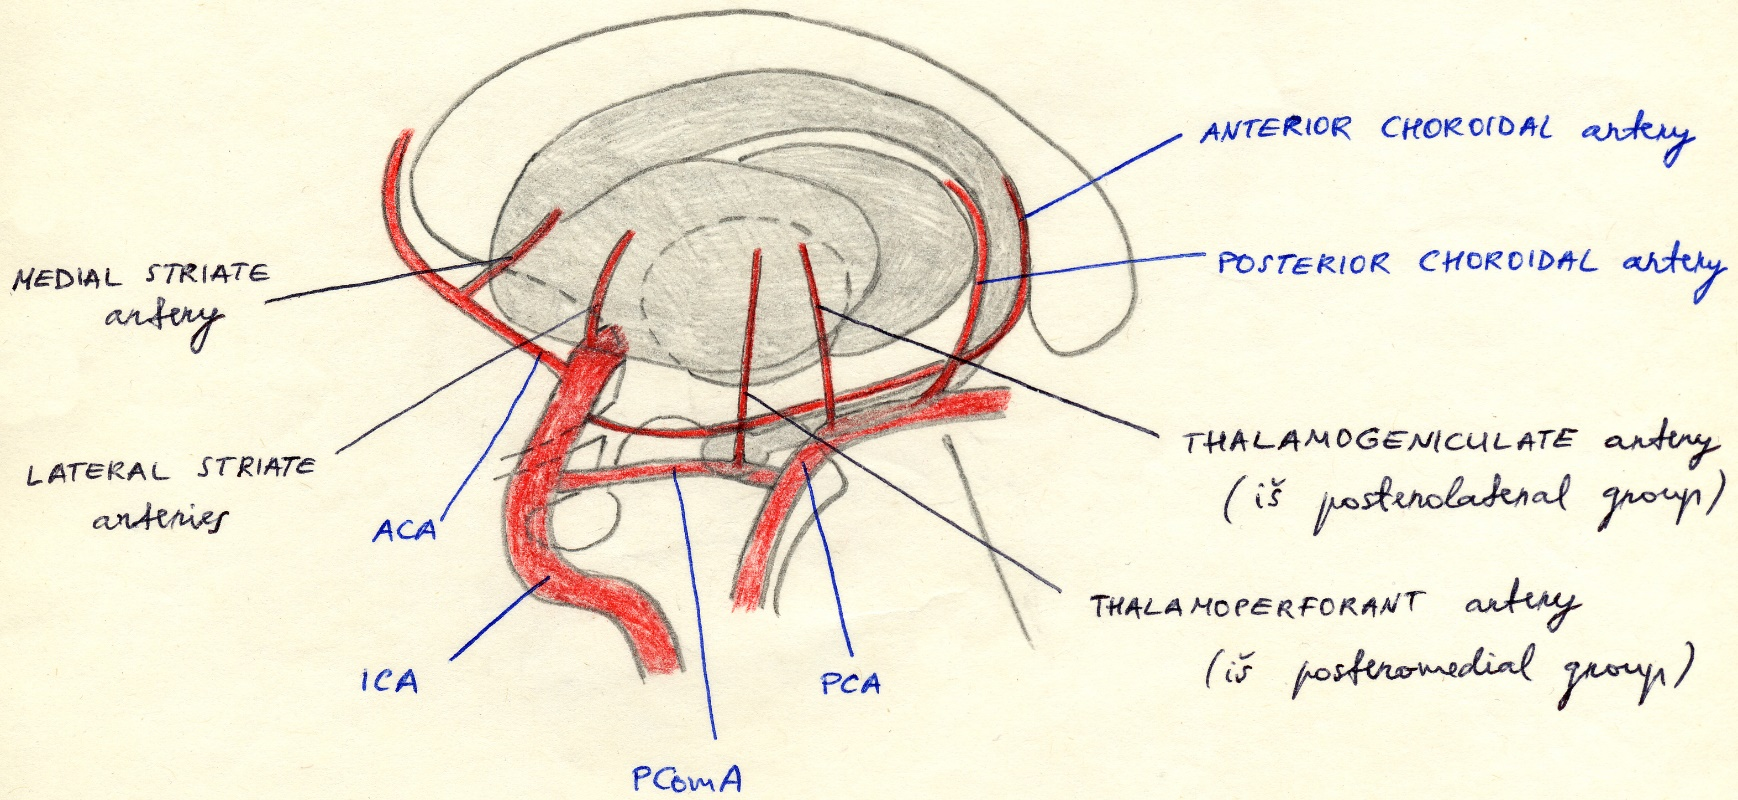 ANTERIOR CHOROIDAL artery
POSTERIOR CHOROIDAL artery
MEDIAL STRIATE
artery
LATERAL STRIATE
arteries
ACA
THALAMOGENICULATE artery
(iš posterolateral group)
THALAMOPERFORANT artery
(iš posteromedial group)
ICA
PCA
PComA